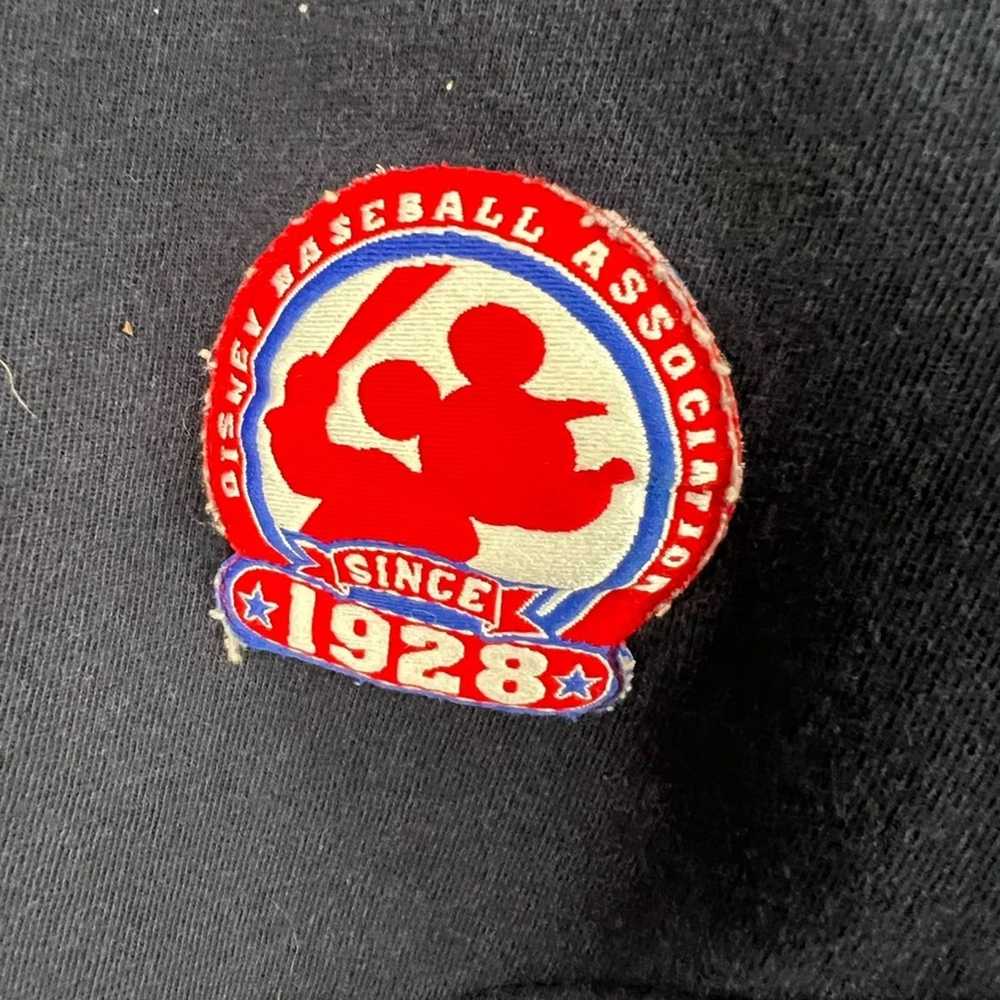 DISNEY BASEBALL ASSOCIATION
SINCE
1928